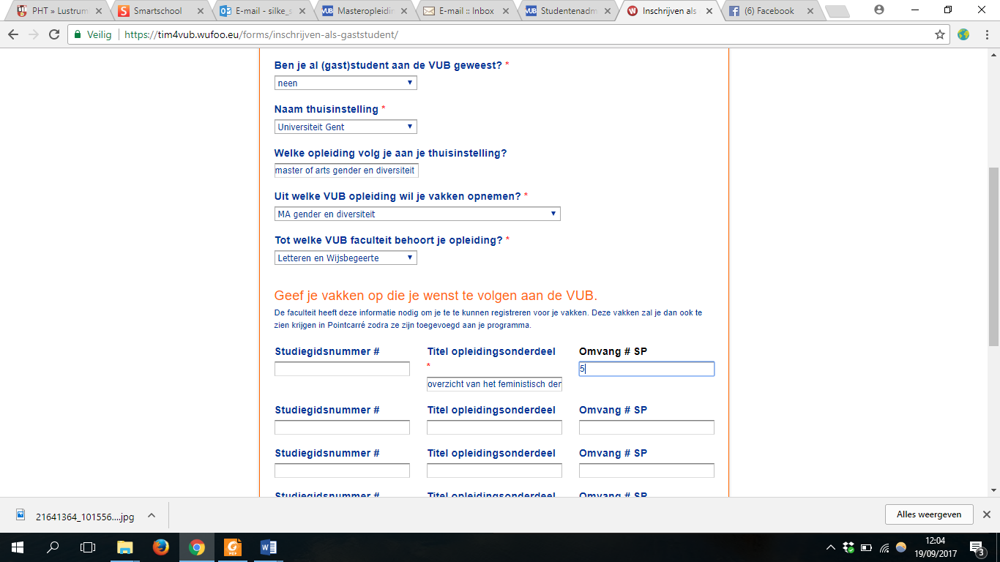 PHT » Lustrum
Smartschool
E-mail - silke_s
Masteropleidin
E-mail :: Inbox
Studentenadm
Inschrijven als
(6) Facebook
Veilig
https://tim4vub.wufoo.eu/forms/inschrijven-als-gaststudent/
Ben je al (gast)student aan de VUB geweest? *
neen
Naam thuisinstelling *
Universiteit Gent
Welke opleiding volg je aan je thuisinstelling?
master of arts gender en diversiteit
Uit welke VUB opleiding wil je vakken opnemen? *
MA gender en diversiteit
Tot welke VUB faculteit behoort je opleiding? *
Letteren en Wijsbegeerte
Geef je vakken op die je wenst te volgen aan de VUB.
De faculteit heeft deze informatie nodig om je te te kunnen registreren voor je vakken. Deze vakken zal je dan ook te
zien krijgen in Pointcarré zodra ze zijn toegevoegd aan je programma.
Studiegidsnummer # Titel opleidingsonderdeel * Omvang # SP
overzicht van het feministisch den 5
Studiegidsnummer # Titel opleidingsonderdeel Omvang # SP
Studiegidsnummer # Titel opleidingsonderdeel Omvang # SP
Studiegidsnummer # Titel opleidingsonderdeel Omvang # SP
21641364_101556....jpg
Alles weergeven
12:04
19/09/2017
3